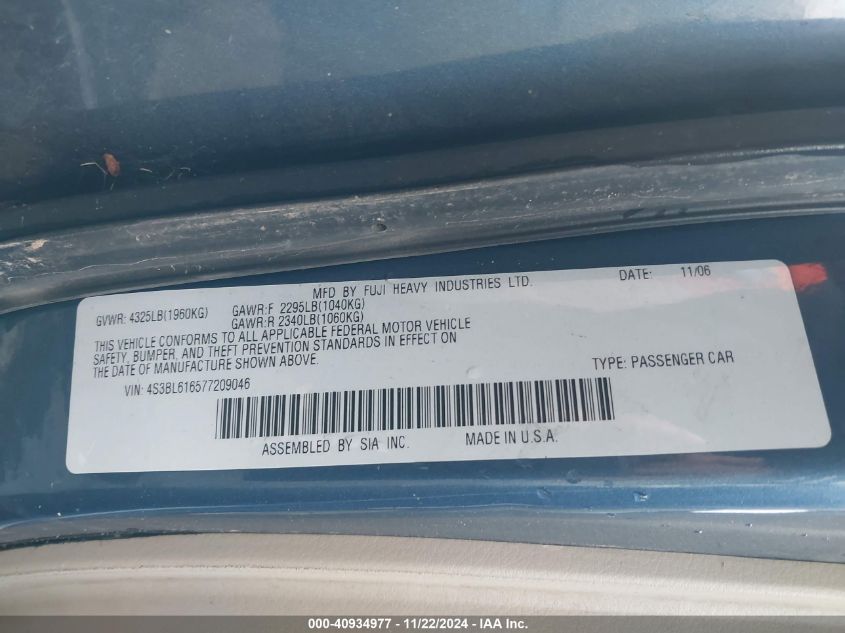 MFD BY FUJI HEAVY INDUSTRIES LTD. DATE: 11/06
GVWR: 4325LB(1960KG) GAWR:F 2295LB(1040KG)
GAWR:R 2340LB(1060KG)
THIS VEHICLE CONFORMS TO ALL APPLICABLE FEDERAL MOTOR VEHICLE
SAFETY, BUMPER, AND THEFT PREVENTION STANDARDS IN EFFECT ON
THE DATE OF MANUFACTURE SHOWN ABOVE.
TYPE: PASSENGER CAR
VIN: 4S3BL616577209046
ASSEMBLED BY SIA INC. MADE IN U.S.A.
000-40934977 - 11/22/2024 - IAA Inc.